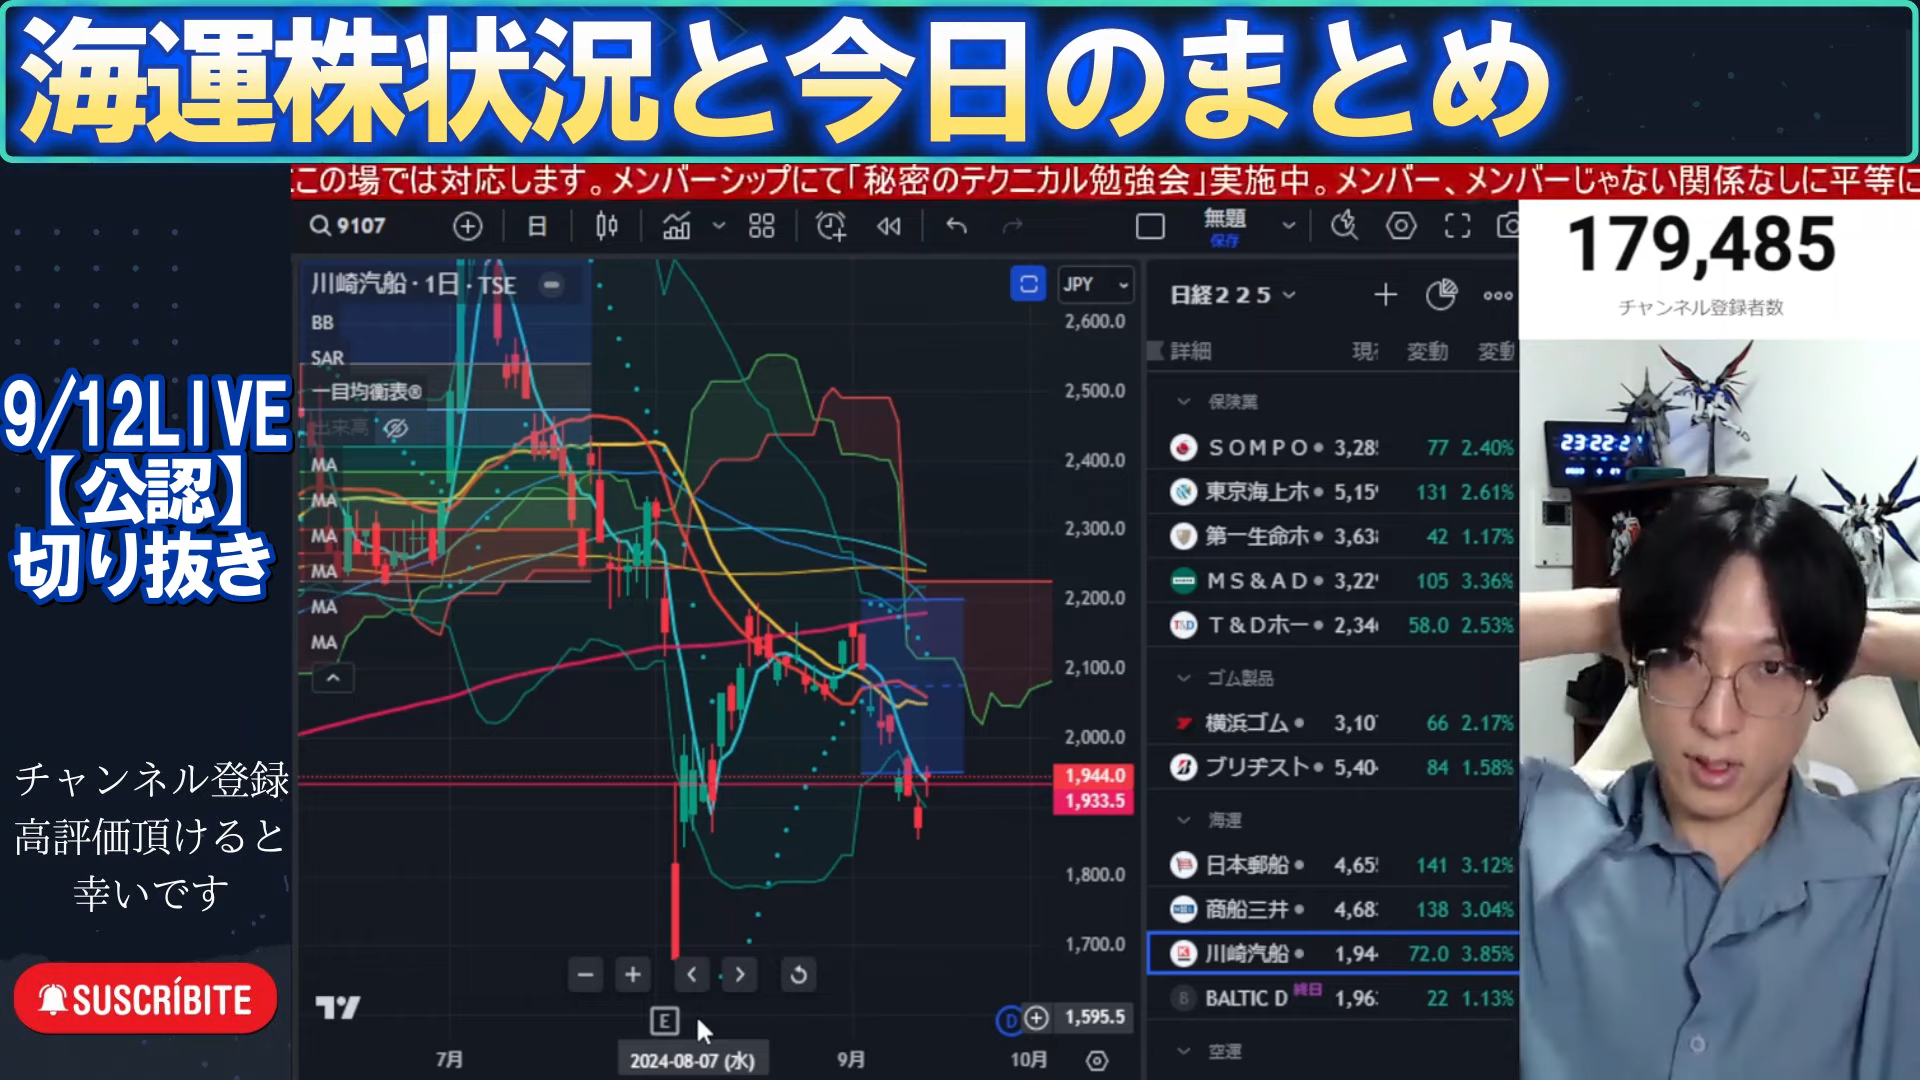 海運株状況と今日のまとめ
この場では対応します。メンバーシップにて「秘密のテクニカル勉強会」実施中。メンバー、メンバーじゃない関係なしに平等に
9107
日
無題
保存
179,485
チャンネル登録者数
9/12LIVE
【公認】
切り抜き
チャンネル登録
高評価頂けると
幸いです
SUSCRÍBITE
川崎汽船・1日・TSE
BB
SAR
一目均衡表®
出来高
MA
MA
MA
MA
MA
MA
JPY
2,600.0
2,500.0
2,400.0
2,300.0
2,200.0
2,100.0
2,000.0
1,944.0
1,933.5
1,800.0
1,700.0
1,595.5
E
D
7月
2024-08-07 (水)
9月
10月
日経225
詳細 変動
保険業
SOMPO 77 2.40%
東京海上ホ 131 2.61%
第一生命ホ 42 1.17%
MS&AD 105 3.36%
T&D T&Dホー 58.0 2.53%
ゴム製品
横浜ゴム 66 2.17%
ブリヂスト 84 1.58%
海運
日本郵船 141 3.12%
商船三井 138 3.04%
川崎汽船 72.0 3.85%
B BALTIC D 終日 22 1.13%
空運